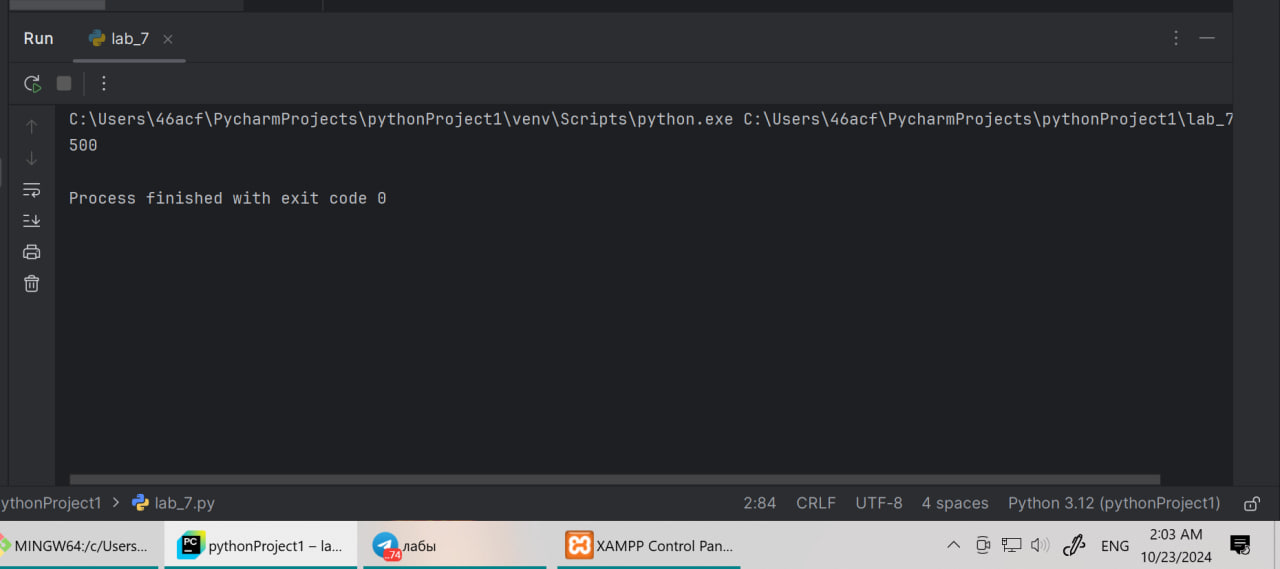 Run lab_7
C:\Users\46acf\PycharmProjects\pythonProject1\venv\Scripts\python.exe C:\Users\46acf\PycharmProjects\pythonProject1\lab_7
500
Process finished with exit code 0
ythonProject1 > lab_7.py 2:84 CRLF UTF-8 4 spaces Python 3.12 (pythonProject1)
MINGW64:/c/Users... PC pythonProject1 – la... ..74 лабы XAMPP Control Pan... ENG 2:03 AM
10/23/2024